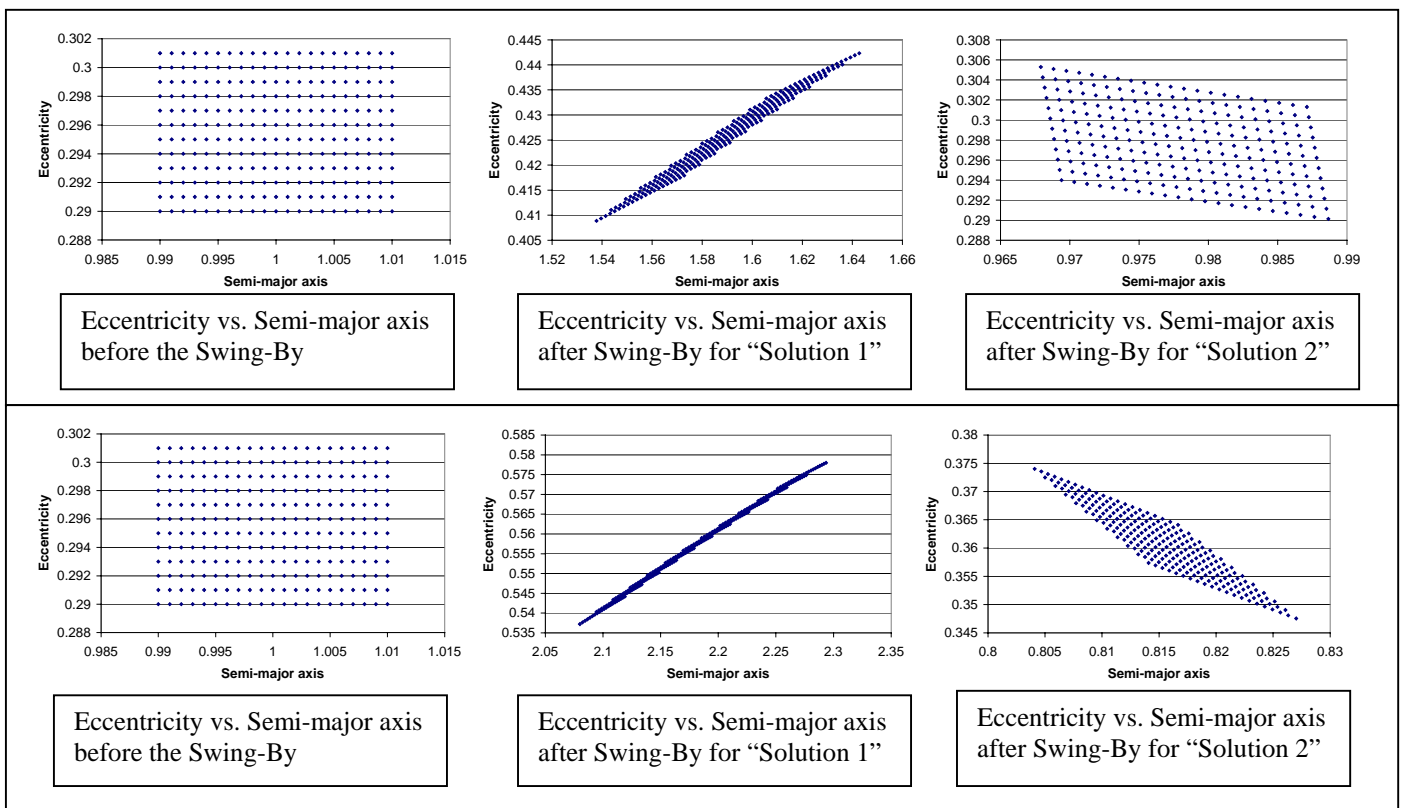 0.302
0.3
0.298
0.296
0.294
0.292
0.29
0.288
0.985 0.99 0.995 1 1.005 1.01 1.015
Eccentricity
Semi-major axis
Eccentricity vs. Semi-major axis
before the Swing-By
0.445
0.44
0.435
0.43
0.425
0.42
0.415
0.41
0.405
1.52 1.54 1.56 1.58 1.6 1.62 1.64 1.66
Eccentricity
Semi-major axis
Eccentricity vs. Semi-major axis
after Swing-By for “Solution 1”
0.308
0.306
0.304
0.302
0.3
0.298
0.296
0.294
0.292
0.29
0.288
0.965 0.97 0.975 0.98 0.985 0.99
Eccentricity
Semi-major axis
Eccentricity vs. Semi-major axis
after Swing-By for “Solution 2”
0.302
0.3
0.298
0.296
0.294
0.292
0.29
0.288
0.985 0.99 0.995 1 1.005 1.01 1.015
Eccentricity
Semi-major axis
Eccentricity vs. Semi-major axis
before the Swing-By
0.585
0.58
0.575
0.57
0.565
0.56
0.555
0.55
0.545
0.54
0.535
2.05 2.1 2.15 2.2 2.25 2.3 2.35
Eccentricity
Semi-major axis
Eccentricity vs. Semi-major axis
after Swing-By for “Solution 1”
0.38
0.375
0.37
0.365
0.36
0.355
0.35
0.345
0.8 0.805 0.81 0.815 0.82 0.825 0.83
Eccentricity
Semi-major axis
Eccentricity vs. Semi-major axis
after Swing-By for “Solution 2”